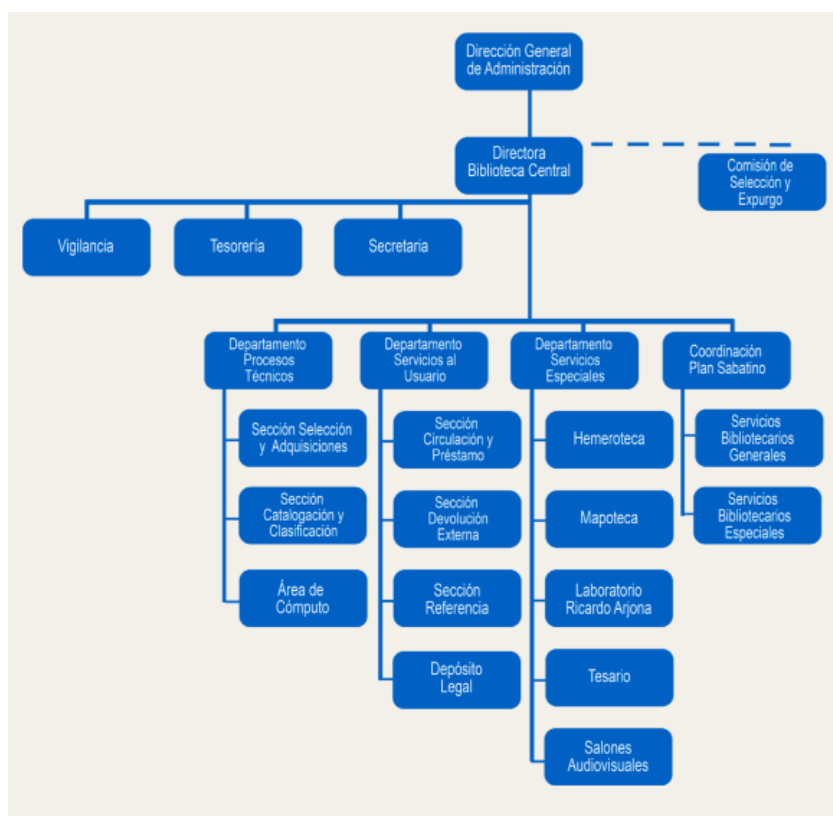 Dirección General
de Administración
Directora
Biblioteca Central
Comisión de
Selección y
Expurgo
Vigilancia
Tesorería
Secretaria
Departamento
Procesos
Técnicos
Departamento
Servicios al
Usuario
Departamento
Servicios
Especiales
Coordinación
Plan Sabatino
Sección Selección
y Adquisiciones
Sección
Catalogación y
Clasificación
Área de
Cómputo
Sección
Circulación y
Préstamo
Sección
Devolución
Externa
Sección
Referencia
Depósito
Legal
Hemeroteca
Mapoteca
Laboratorio
Ricardo Arjona
Tesario
Salones
Audiovisuales
Servicios
Bibliotecarios
Generales
Servicios
Bibliotecarios
Especiales